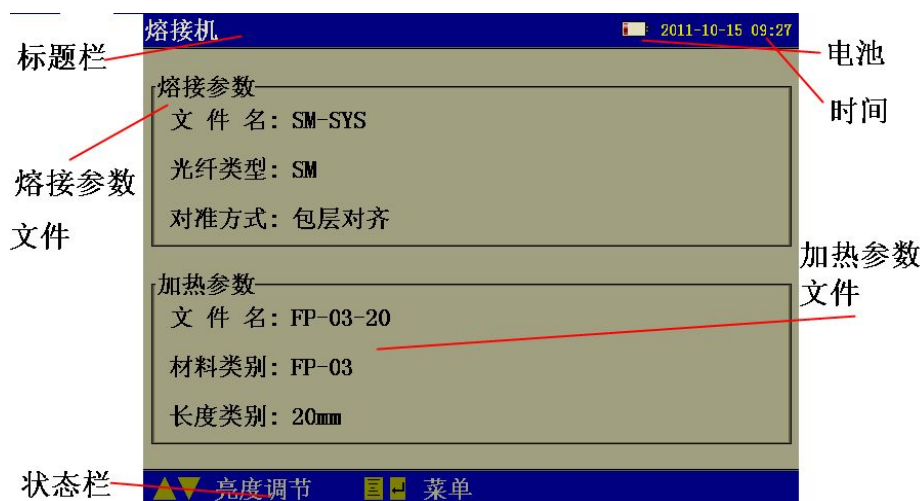 熔接机 2011-10-15 09:27
标题栏
电池
时间
熔接参数
文 件 名: SM-SYS
光纤类型: SM
对准方式: 包层对齐
熔接参数
文件
加热参数
文件
加热参数
文 件 名: FP-03-20
材料类别: FP-03
长度类别: 20mm
状态栏
亮度调节 菜单